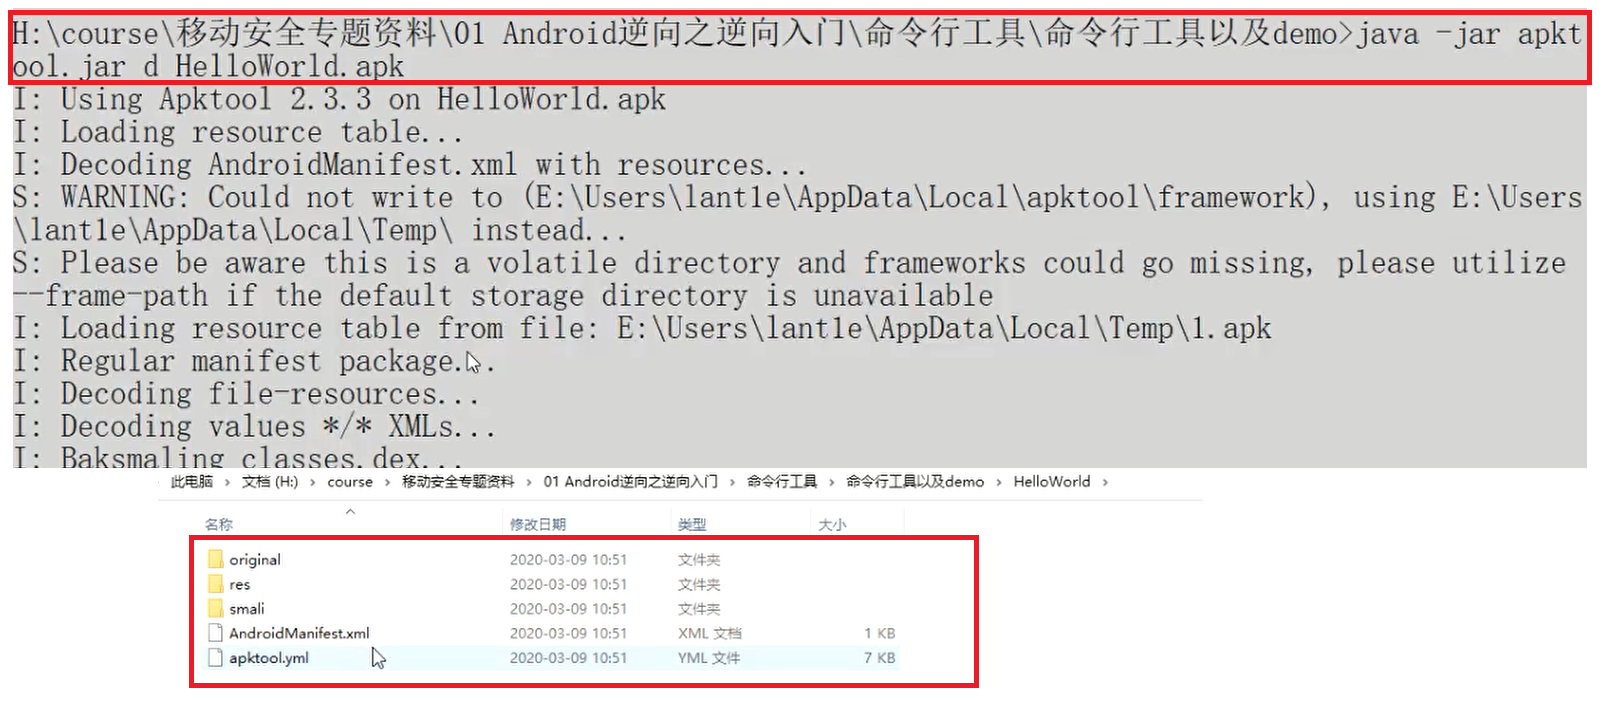 H:\course\移动安全专题资料\01 Android逆向之逆向入门\命令行工具\命令行工具以及demo>java -jar apkt
ool.jar d HelloWorld.apk
I: Using Apktool 2.3.3 on HelloWorld.apk
I: Loading resource table...
I: Decoding AndroidManifest.xml with resources...
S: WARNING: Could not write to (E:\Users\lant1e\AppData\Local\apktool\framework), using E:\Users
\lant1e\AppData\Local\Temp\ instead...
S: Please be aware this is a volatile directory and frameworks could go missing, please utilize
--frame-path if the default storage directory is unavailable
I: Loading resource table from file: E:\Users\lant1e\AppData\Local\Temp\1.apk
I: Regular manifest package...
I: Decoding file-resources...
I: Decoding values */* XMLs...
I: Baksmaling classes.dex...
此电脑 › 文档 (H:) › course › 移动安全专题资料 › 01 Android逆向之逆向入门 › 命令行工具 › 命令行工具以及demo › HelloWorld ›
名称 修改日期 类型 大小
original 2020-03-09 10:51 文件夹
res 2020-03-09 10:51 文件夹
smali 2020-03-09 10:51 文件夹
AndroidManifest.xml 2020-03-09 10:51 XML 文档 1 KB
apktool.yml 2020-03-09 10:51 YML 文件 7 KB